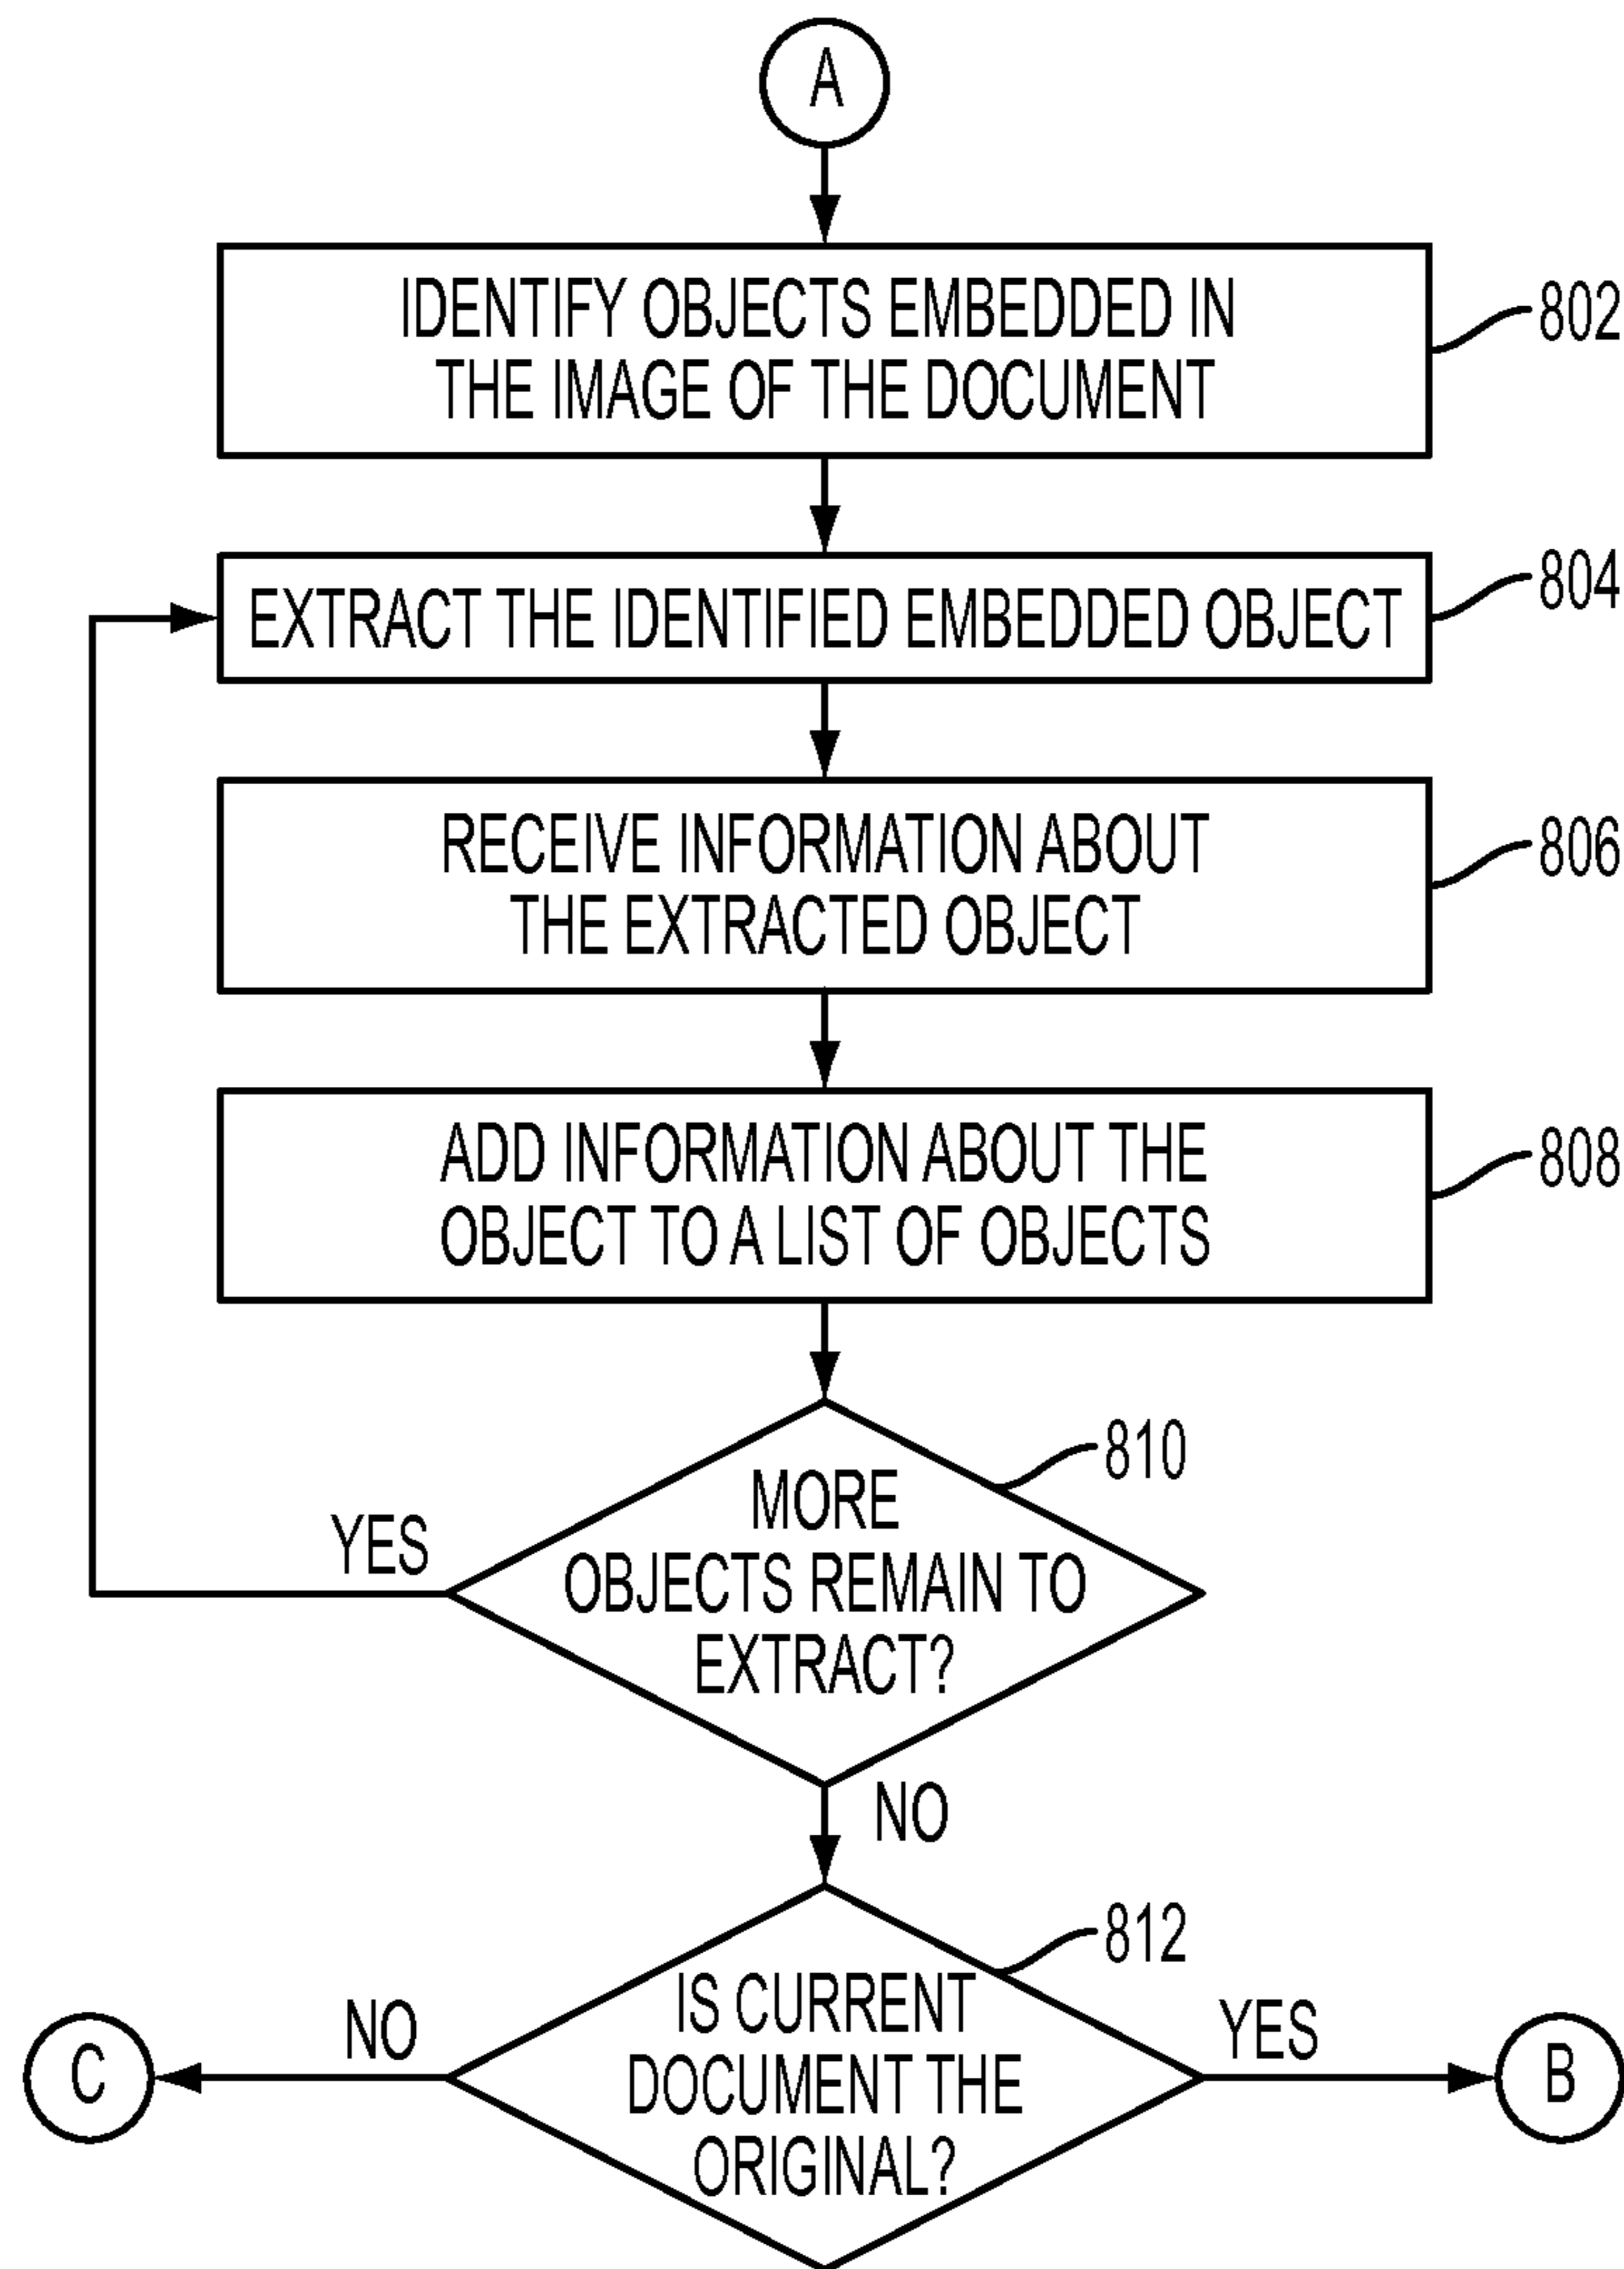 A
IDENTIFY OBJECTS EMBEDDED IN
THE IMAGE OF THE DOCUMENT
802
EXTRACT THE IDENTIFIED EMBEDDED OBJECT
804
RECEIVE INFORMATION ABOUT
THE EXTRACTED OBJECT
806
ADD INFORMATION ABOUT THE
OBJECT TO A LIST OF OBJECTS
808
810
MORE
OBJECTS REMAIN TO
EXTRACT?
YES
NO
812
IS CURRENT
DOCUMENT THE
ORIGINAL?
NO
C
YES
B